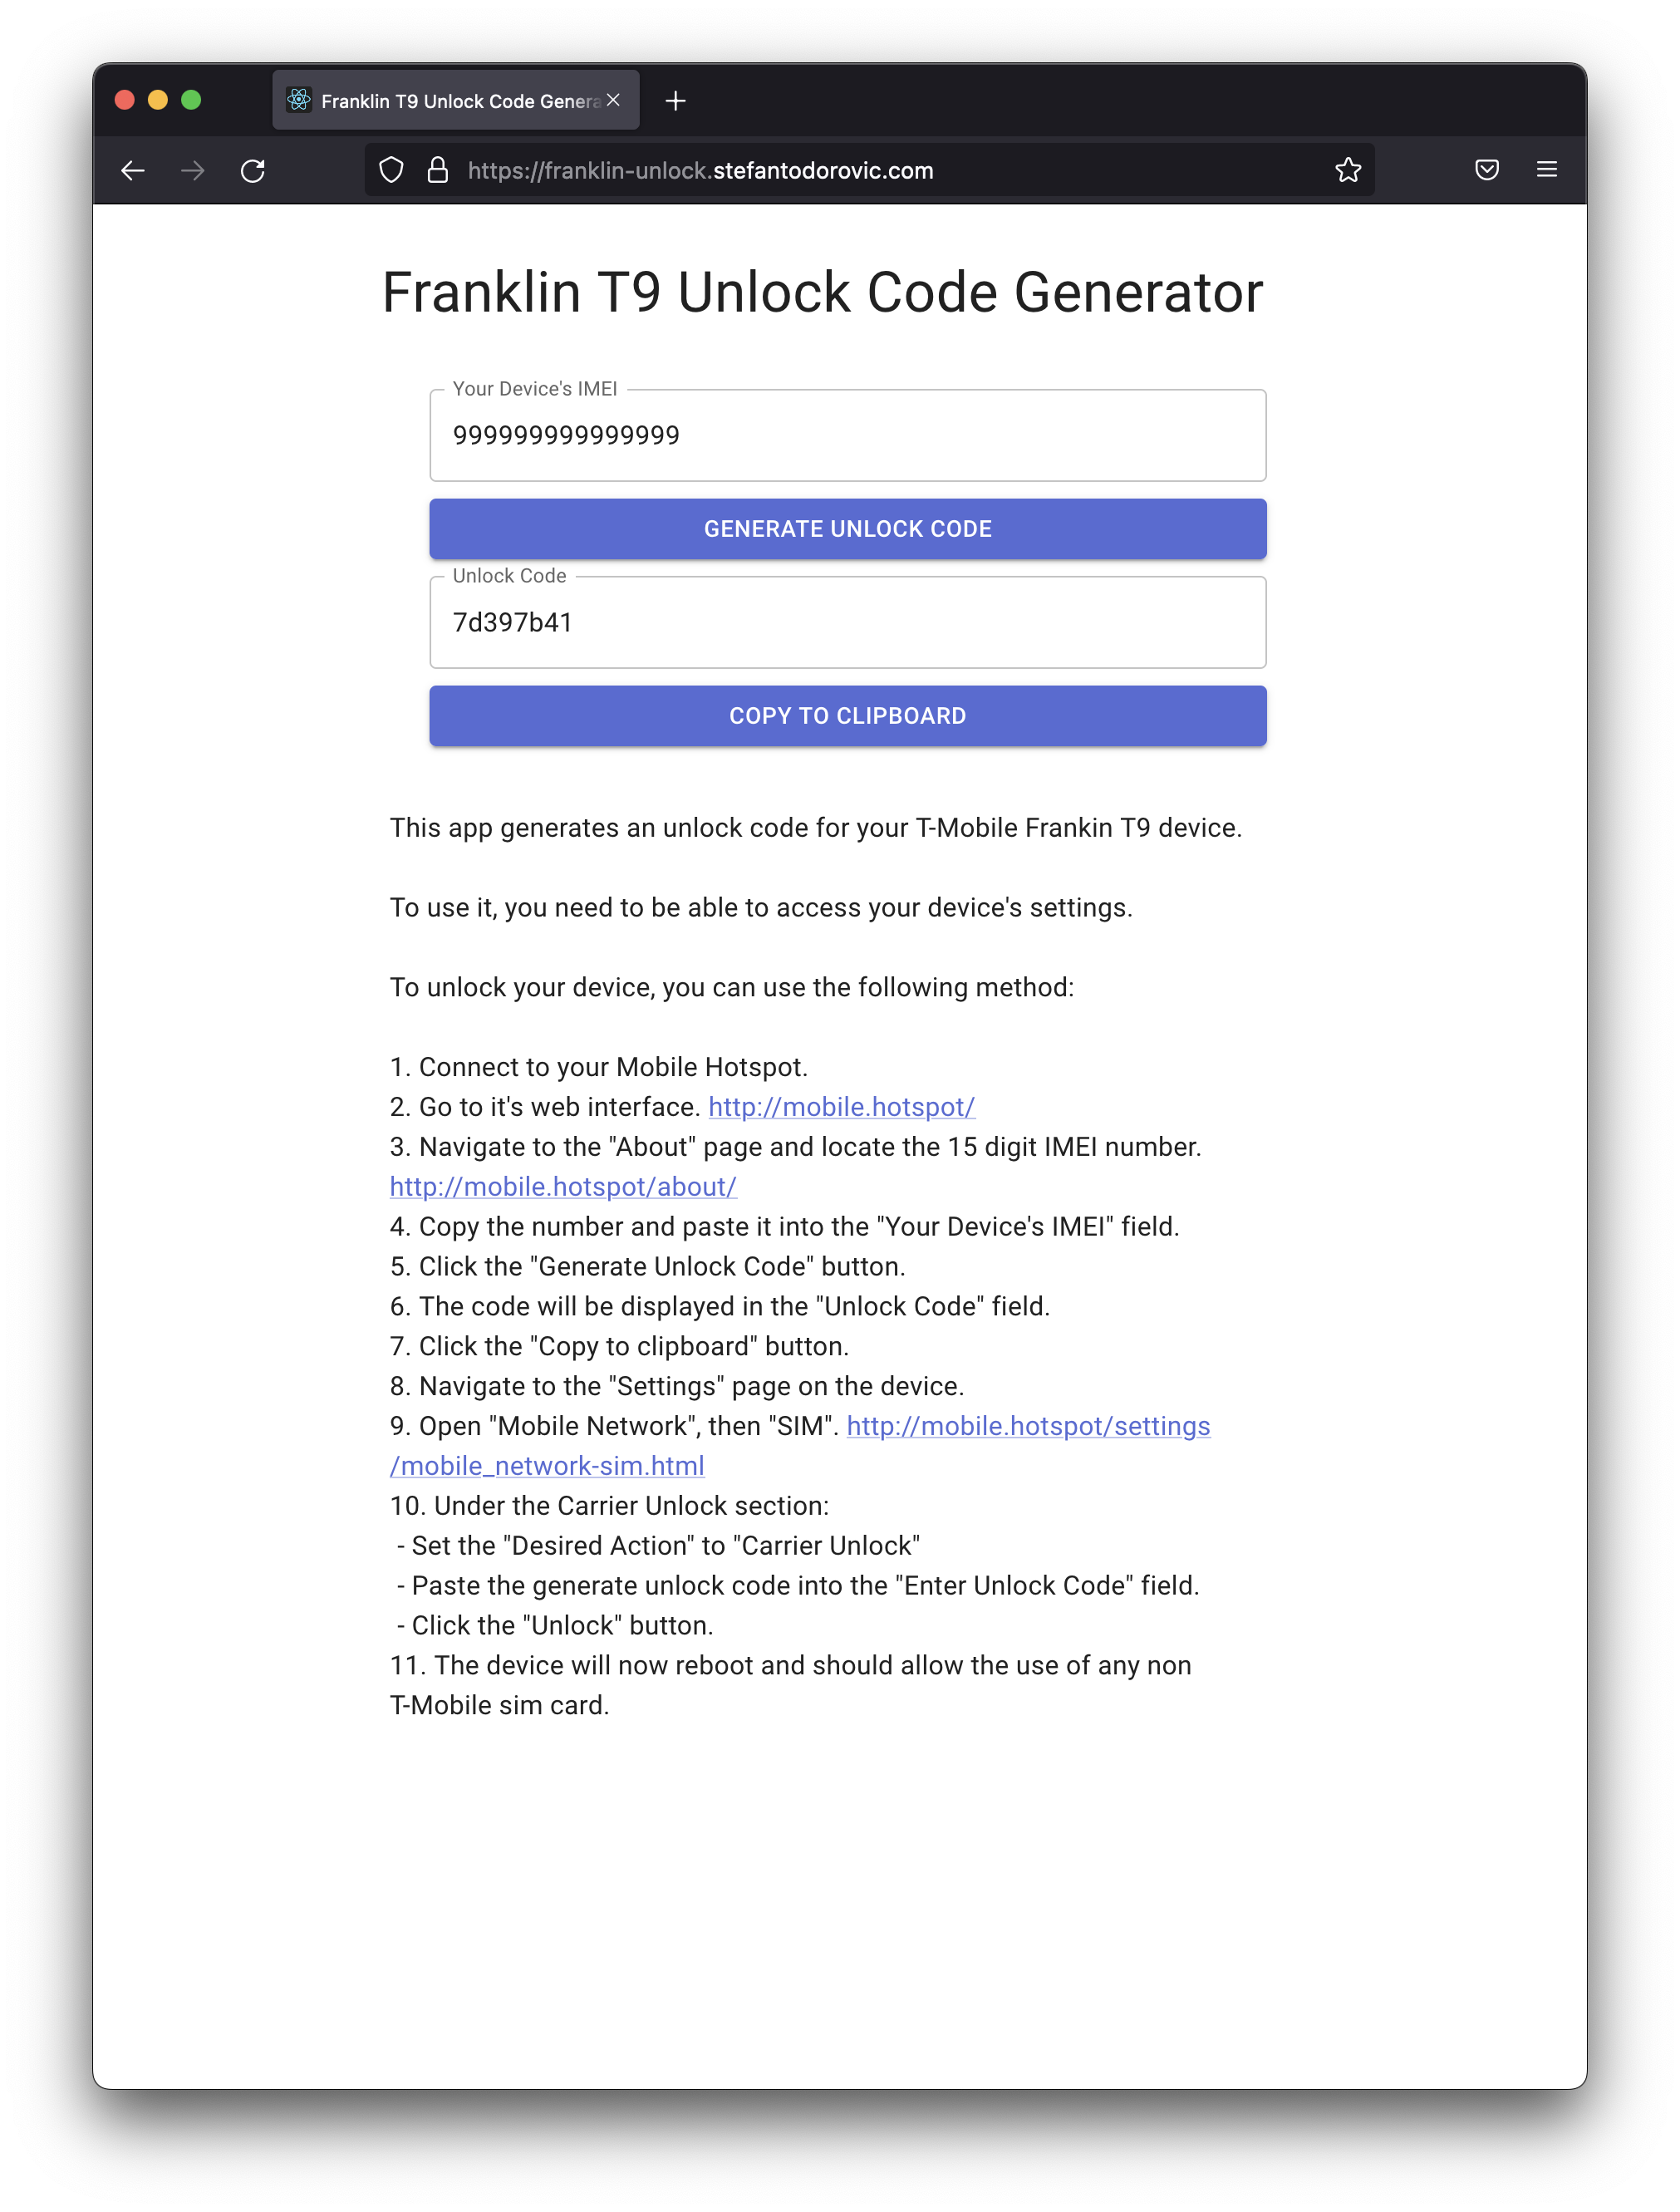 Franklin T9 Unlock Code Genera
https://franklin-unlock.stefantodorovic.com
Franklin T9 Unlock Code Generator
Your Device's IMEI
999999999999999
GENERATE UNLOCK CODE
Unlock Code
7d397b41
COPY TO CLIPBOARD
This app generates an unlock code for your T-Mobile Frankin T9 device.
To use it, you need to be able to access your device's settings.
To unlock your device, you can use the following method:
1. Connect to your Mobile Hotspot.
2. Go to it's web interface. http://mobile.hotspot/
3. Navigate to the "About" page and locate the 15 digit IMEI number.
http://mobile.hotspot/about/
4. Copy the number and paste it into the "Your Device's IMEI" field.
5. Click the "Generate Unlock Code" button.
6. The code will be displayed in the "Unlock Code" field.
7. Click the "Copy to clipboard" button.
8. Navigate to the "Settings" page on the device.
9. Open "Mobile Network", then "SIM". http://mobile.hotspot/settings
/mobile_network-sim.html
10. Under the Carrier Unlock section:
- Set the "Desired Action" to "Carrier Unlock"
- Paste the generate unlock code into the "Enter Unlock Code" field.
- Click the "Unlock" button.
11. The device will now reboot and should allow the use of any non
T-Mobile sim card.